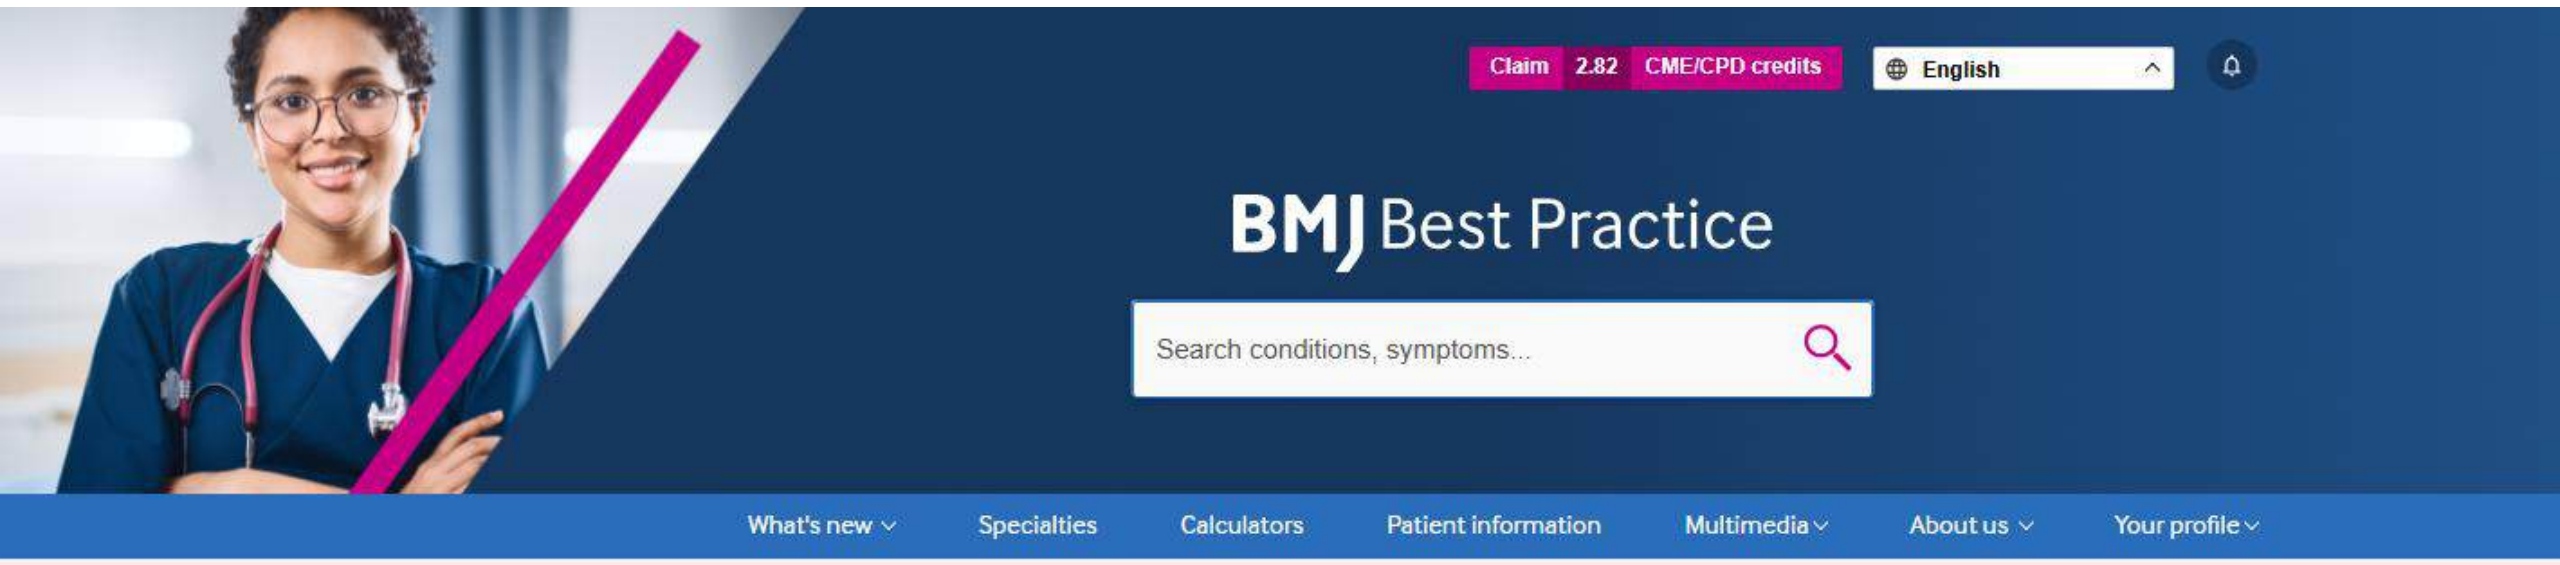 Claim 2.82 CME/CPD credits
English
BMJ Best Practice
Search conditions, symptoms...
What's new
Specialties
Calculators
Patient information
Multimedia
About us
Your profile